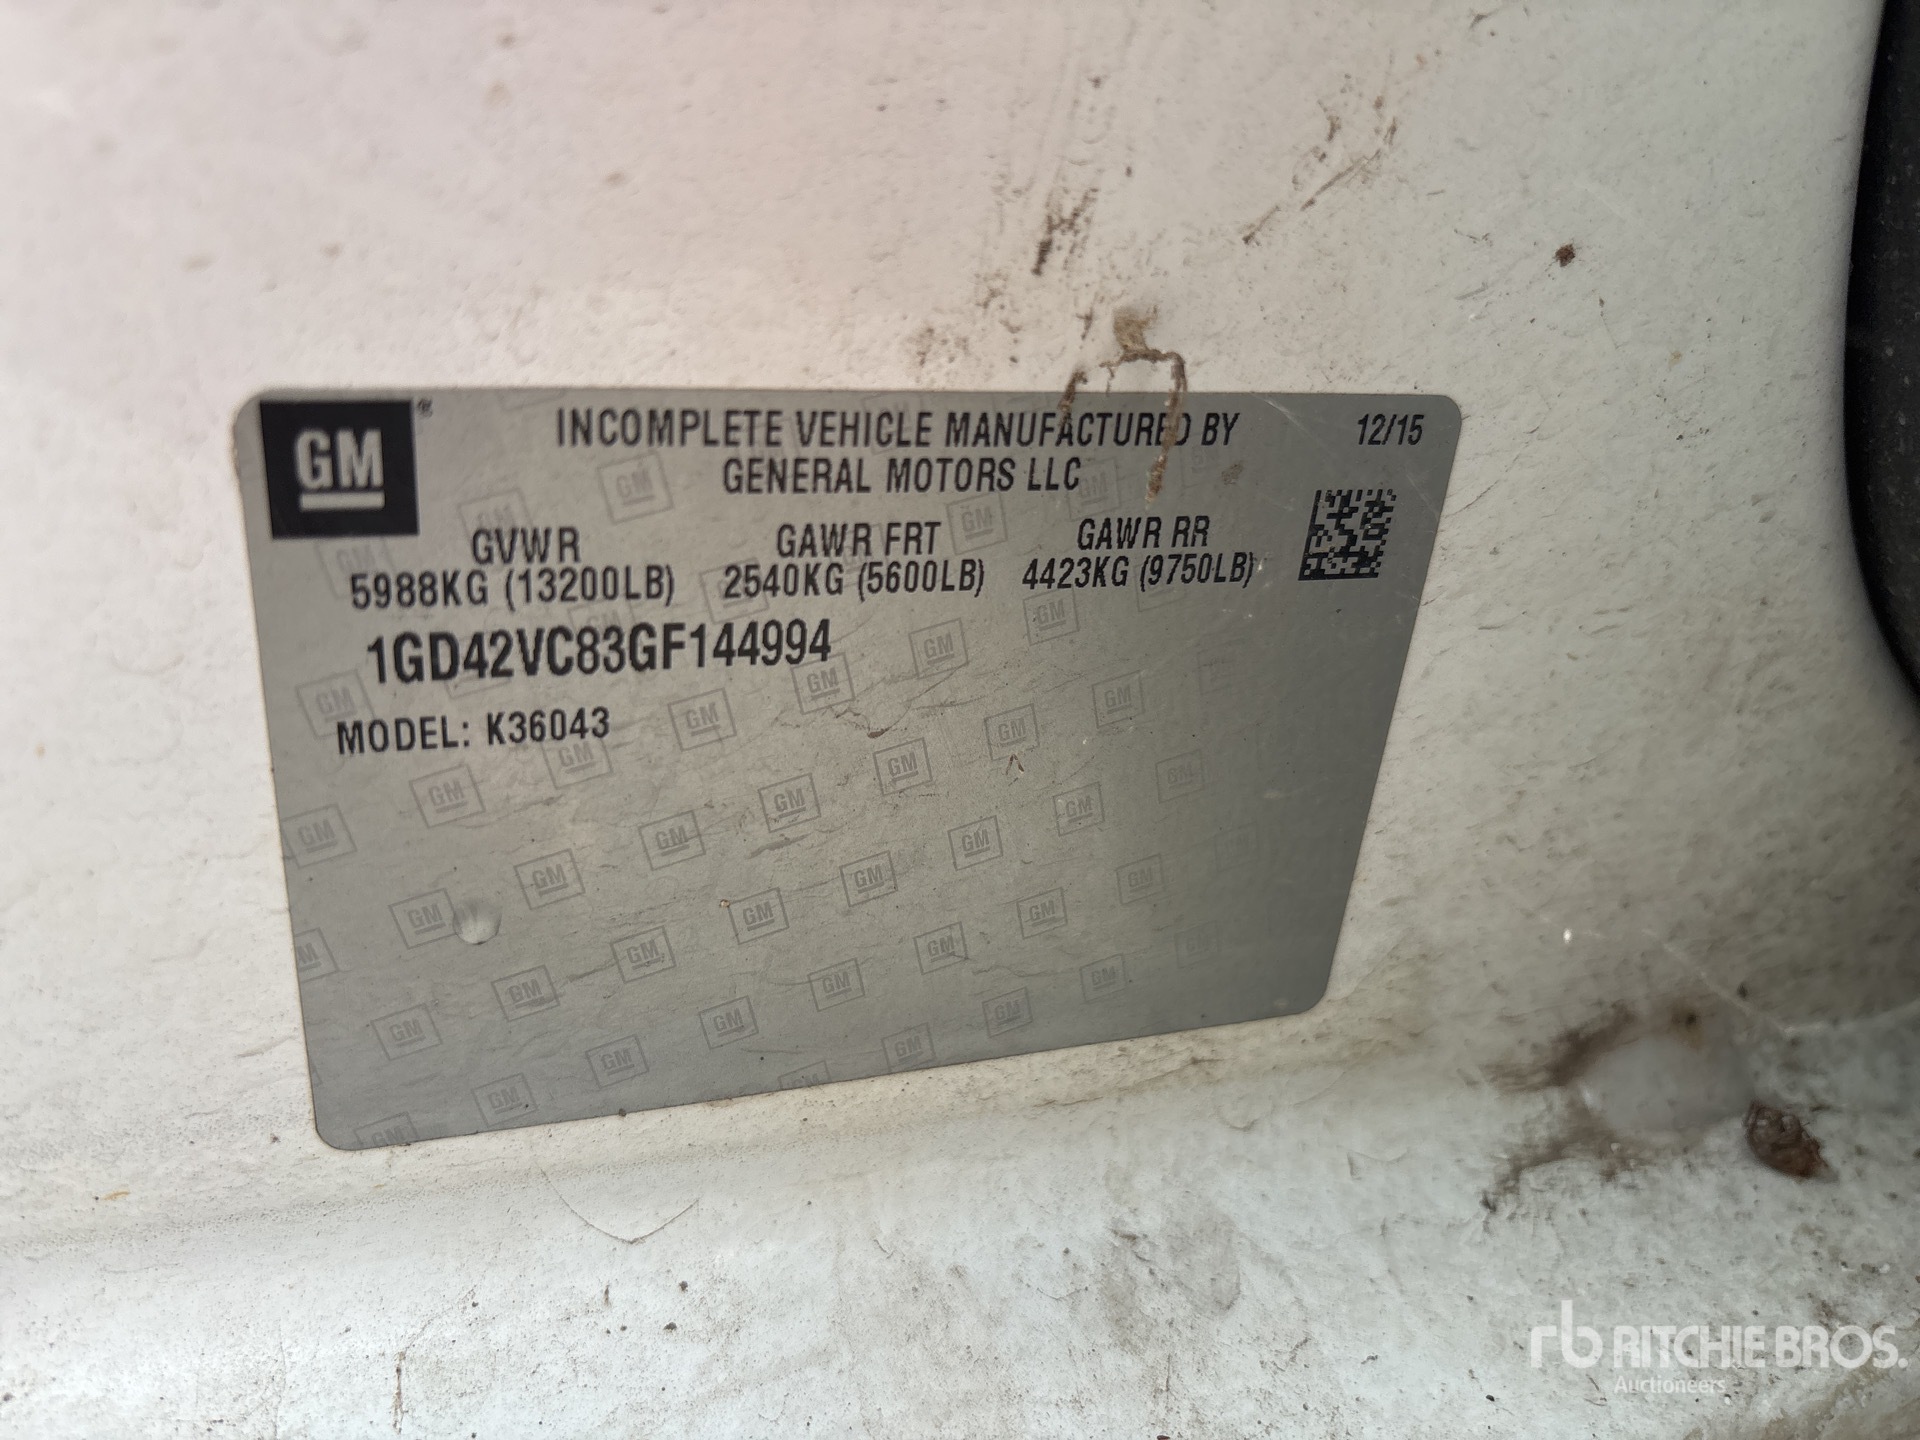 GM®
INCOMPLETE VEHICLE MANUFACTURED BY
GENERAL MOTORS LLC
12/15
GVWR GAWR FRT GAWR RR
5988KG (13200LB) 2540KG (5600LB) 4423KG (9750LB)
1GD42VC83GF144994
MODEL: K36043
rb RITCHIE BROS.
Auctioneers